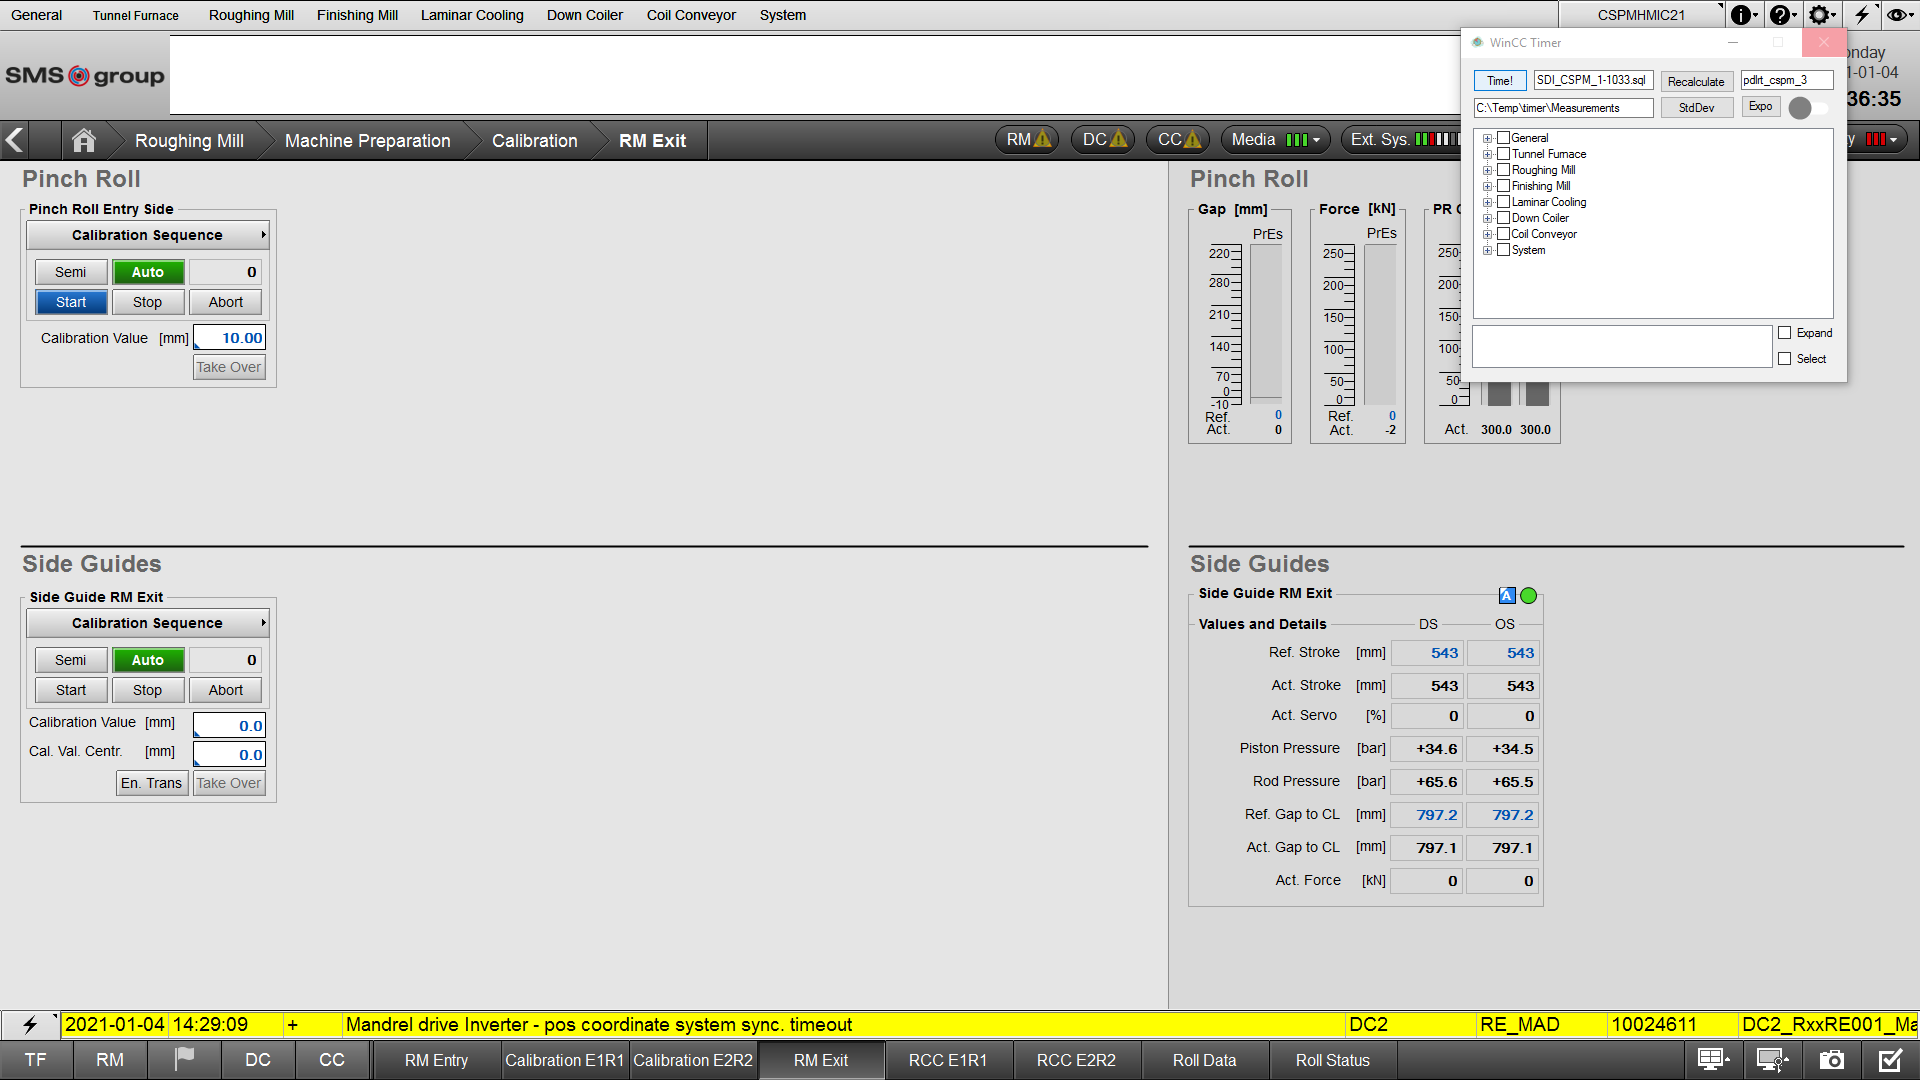 General Tunnel Furnace Roughing Mill Finishing Mill Laminar Cooling Down Coiler Coil Conveyor System CSPMHMIC21
SMS group
WinCC Timer
Time! SDI_CSPM_1-1033.sql Recalculate pdlrt_cspm_3
C:\Temp\timer\Measurements StdDev Expo
General
Tunnel Furnace
Roughing Mill
Finishing Mill
Laminar Cooling
Down Coiler
Coil Conveyor
System
Expand
Select
nday
1-01-04
36:35
Roughing Mill Machine Preparation Calibration RM Exit RM DC CC Media Ext. Sys. y
Pinch Roll
Pinch Roll Entry Side
Calibration Sequence
Semi Auto 0
Start Stop Abort
Calibration Value [mm] 10.00
Take Over
Pinch Roll
Gap [mm]
PrEs
220
280
210
140
70
0
-10
Ref. 0
Act. 0
Force [kN]
PrEs
250
200
150
100
50
0
Ref. 0
Act. -2
PR
250
200
150
100
50
0
Act. 300.0 300.0
Side Guides
Side Guide RM Exit
Calibration Sequence
Semi Auto 0
Start Stop Abort
Calibration Value [mm] 0.0
Cal. Val. Centr. [mm] 0.0
En. Trans Take Over
Side Guides
Side Guide RM Exit A
Values and Details DS OS
Ref. Stroke [mm] 543 543
Act. Stroke [mm] 543 543
Act. Servo [%] 0 0
Piston Pressure [bar] +34.6 +34.5
Rod Pressure [bar] +65.6 +65.5
Ref. Gap to CL [mm] 797.2 797.2
Act. Gap to CL [mm] 797.1 797.1
Act. Force [kN] 0 0
2021-01-04 14:29:09 + Mandrel drive Inverter - pos coordinate system sync. timeout DC2 RE_MAD 10024611 DC2_RxxRE001_Ma
TF RM DC CC RM Entry Calibration E1R1 Calibration E2R2 RM Exit RCC E1R1 RCC E2R2 Roll Data Roll Status